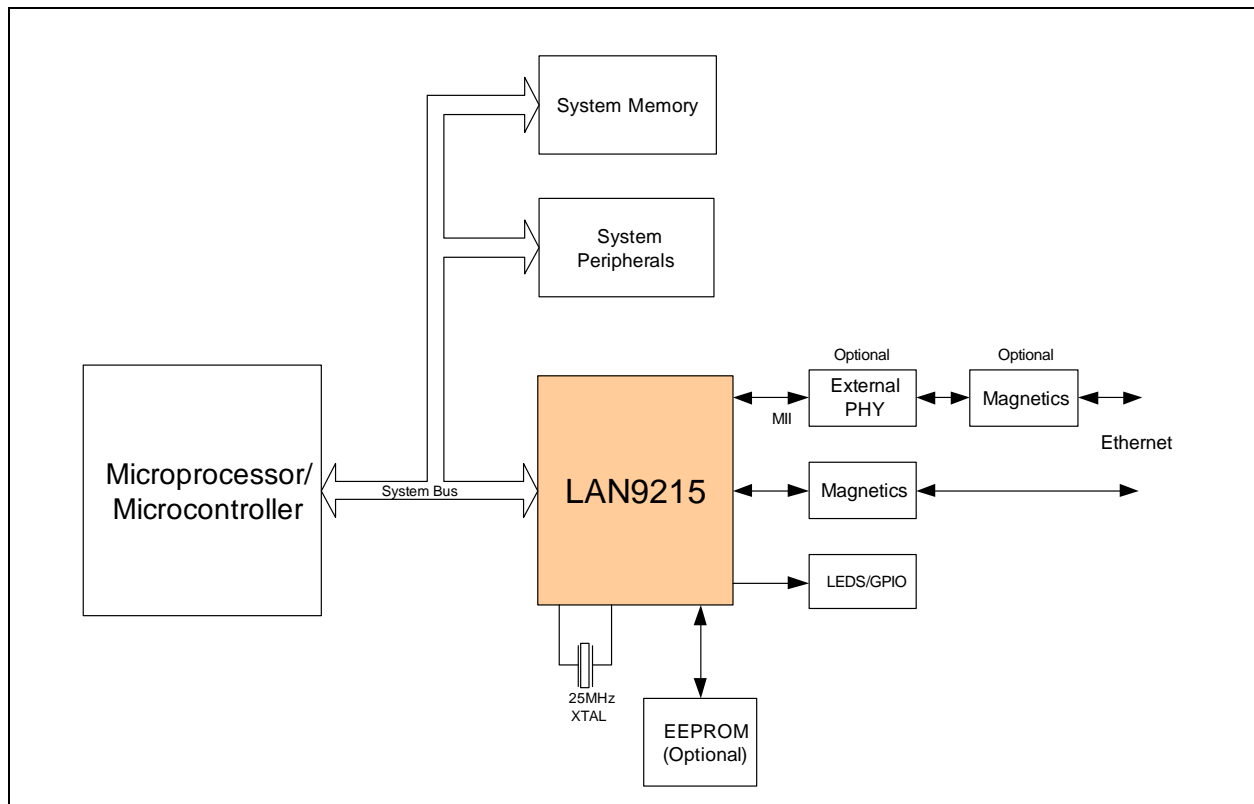 System Memory
System
Peripherals
Optional
Optional
External
PHY
Magnetics
MII
Ethernet
Microprocessor/
Microcontroller
System Bus
LAN9215
Magnetics
LEDS/GPIO
25MHz
XTAL
EEPROM
(Optional)